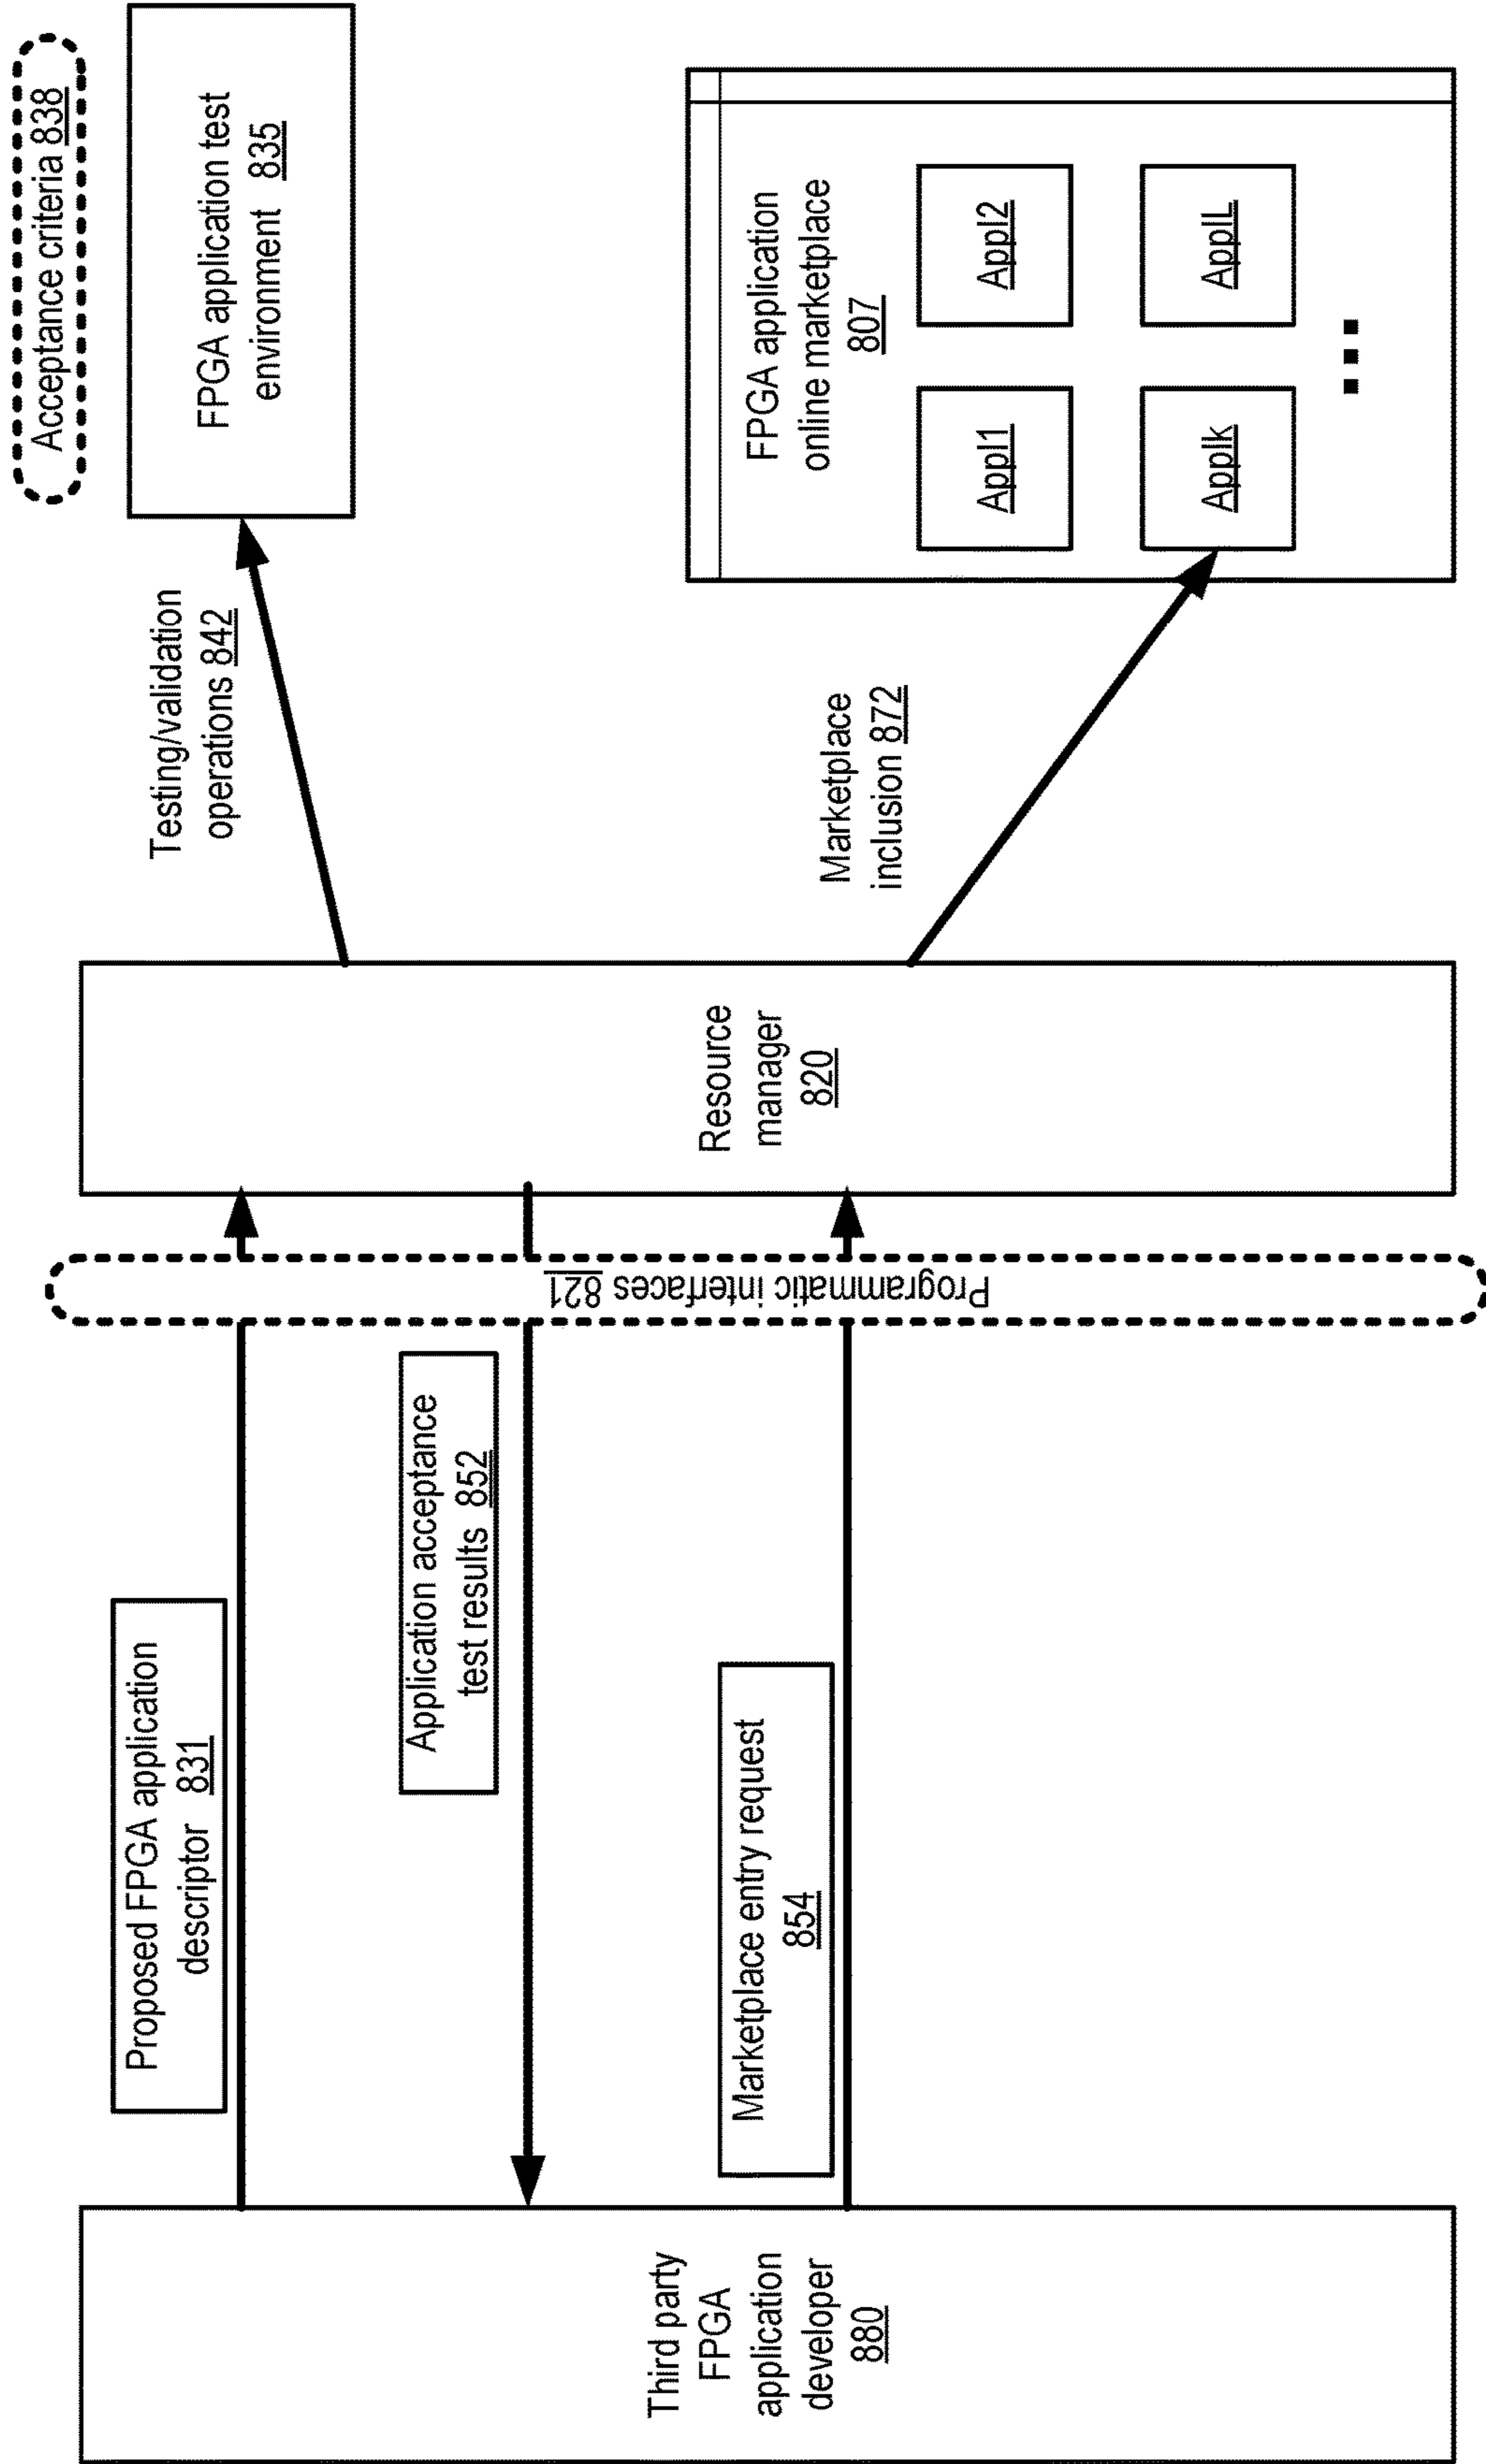 Third party
FPGA
application
developer
880
Proposed FPGA application
descriptor 831
Application acceptance
test results 852
Marketplace entry request
854
Programmatic interfaces 821
Resource
manager
820
Testing/validation
operations 842
Marketplace
inclusion 872
Acceptance criteria 838
FPGA application test
environment 835
FPGA application
online marketplace
807
Appl1
Appl2
Applk
ApplL